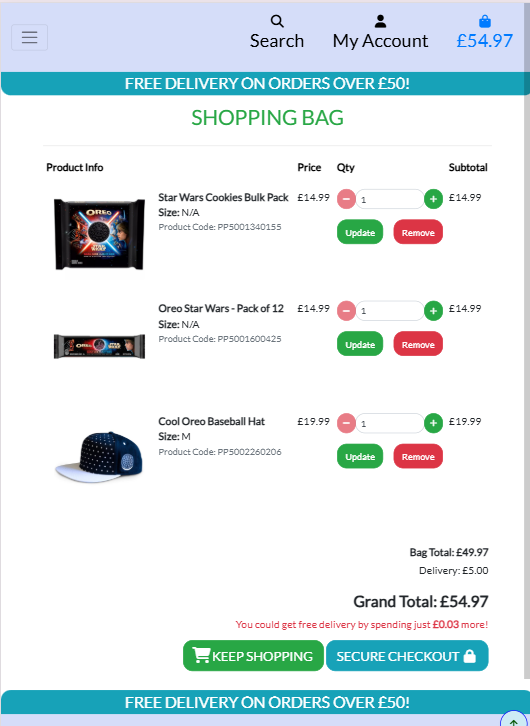 Search
My Account
£54.97
FREE DELIVERY ON ORDERS OVER £50!
SHOPPING BAG
Product Info Price Qty Subtotal
Star Wars Cookies Bulk Pack £14.99 1 £14.99
Size: N/A
Product Code: PP5001340155
Update Remove
OREO
STAR WARS
Oreo Star Wars - Pack of 12 £14.99 1 £14.99
Size: N/A
Product Code: PP5001600425
Update Remove
OREO
Cool Oreo Baseball Hat £19.99 1 £19.99
Size: M
Product Code: PP5002260206
Update Remove
Bag Total: £49.97
Delivery: £5.00
Grand Total: £54.97
You could get free delivery by spending just £0.03 more!
KEEP SHOPPING
SECURE CHECKOUT
FREE DELIVERY ON ORDERS OVER £50!